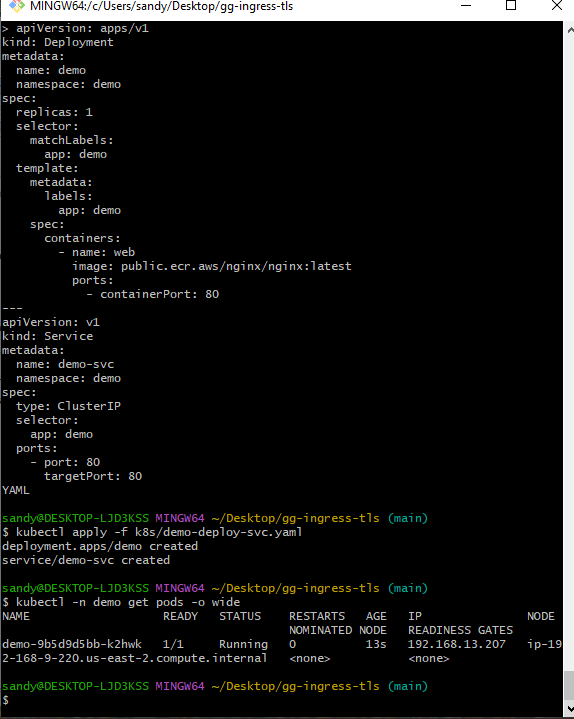 MINGW64:/c/Users/sandy/Desktop/gg-ingress-tls
> apiVersion: apps/v1
kind: Deployment
metadata:
  name: demo
  namespace: demo
spec:
  replicas: 1
  selector:
    matchLabels:
      app: demo
  template:
    metadata:
      labels:
        app: demo
    spec:
      containers:
        - name: web
          image: public.ecr.aws/nginx/nginx:latest
          ports:
            - containerPort: 80
---
apiVersion: v1
kind: Service
metadata:
  name: demo-svc
  namespace: demo
spec:
  type: ClusterIP
  selector:
    app: demo
  ports:
    - port: 80
      targetPort: 80
YAML
sandy@DESKTOP-LJD3KSS MINGW64 ~/Desktop/gg-ingress-tls (main)
$ kubectl apply -f k8s/demo-deploy-svc.yaml
deployment.apps/demo created
service/demo-svc created
sandy@DESKTOP-LJD3KSS MINGW64 ~/Desktop/gg-ingress-tls (main)
$ kubectl -n demo get pods -o wide
NAME                   READY   STATUS    RESTARTS   AGE   IP               NODE
                                         NOMINATED NODE   READINESS GATES
demo-9b5d9d5bb-k2hwk   1/1     Running   0          13s   192.168.13.207   ip-19
2-168-9-220.us-east-2.compute.internal   <none>           <none>
sandy@DESKTOP-LJD3KSS MINGW64 ~/Desktop/gg-ingress-tls (main)
$